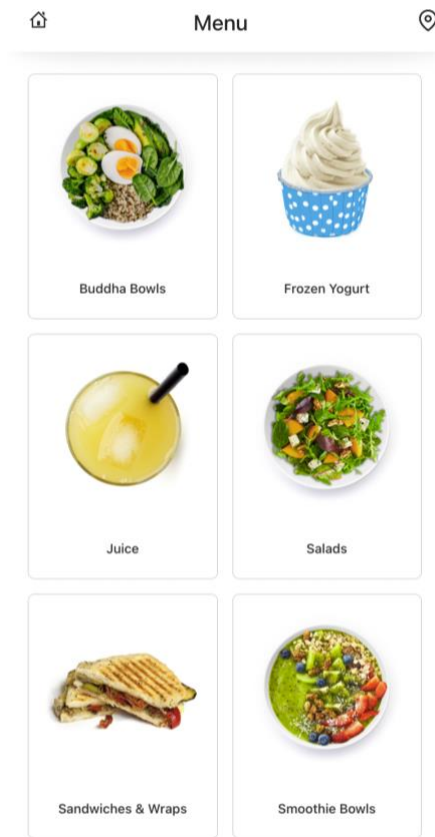 Menu
Buddha Bowls
Frozen Yogurt
Juice
Salads
Sandwiches & Wraps
Smoothie Bowls